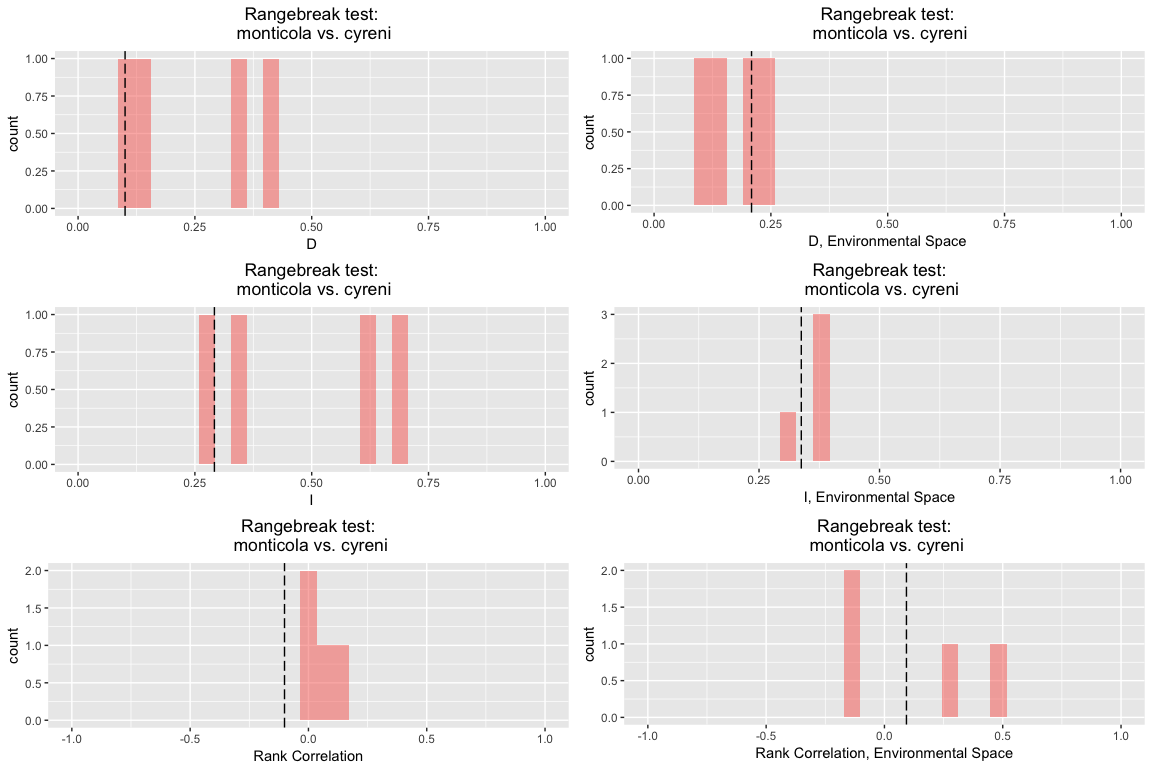 Rangebreak test:
monticola vs. cyreni
1.00
0.75
0.50
0.25
0.00
count
0.00 0.25 0.50 0.75 1.00
D
Rangebreak test:
monticola vs. cyreni
1.00
0.75
0.50
0.25
0.00
count
0.00 0.25 0.50 0.75 1.00
D, Environmental Space
Rangebreak test:
monticola vs. cyreni
1.00
0.75
0.50
0.25
0.00
count
0.00 0.25 0.50 0.75 1.00
I
Rangebreak test:
monticola vs. cyreni
3
2
1
0
count
0.00 0.25 0.50 0.75 1.00
I, Environmental Space
Rangebreak test:
monticola vs. cyreni
2.0
1.5
1.0
0.5
0.0
count
-1.0 -0.5 0.0 0.5 1.0
Rank Correlation
Rangebreak test:
monticola vs. cyreni
2.0
1.5
1.0
0.5
0.0
count
-1.0 -0.5 0.0 0.5 1.0
Rank Correlation, Environmental Space